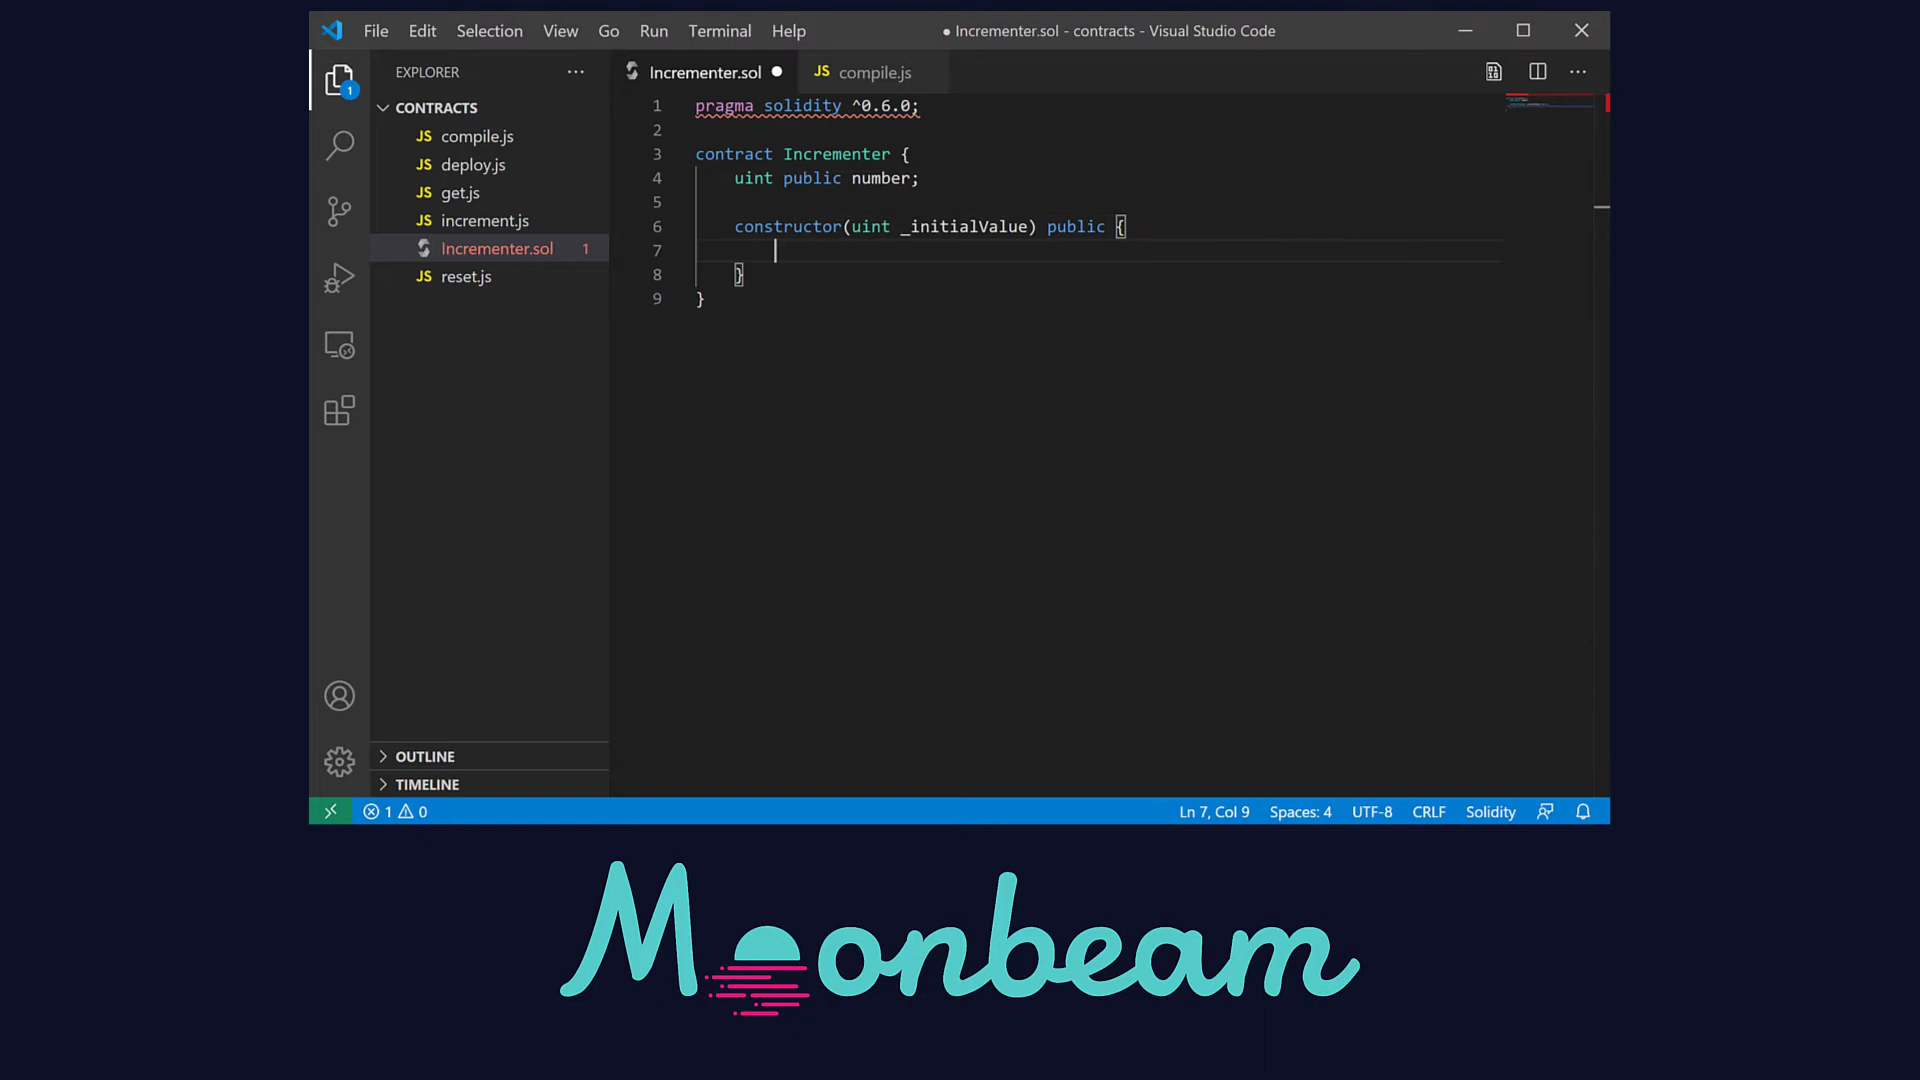 File Edit Selection View Go Run Terminal Help ● Incrementer.sol - contracts - Visual Studio Code
EXPLORER
Incrementer.sol ●
JS compile.js
1
CONTRACTS
JS compile.js
JS deploy.js
JS get.js
JS increment.js
Incrementer.sol 1
JS reset.js
OUTLINE
TIMELINE
1 pragma solidity ^0.6.0;
2
3 contract Incrementer {
4 uint public number;
5
6 constructor(uint _initialValue) public {
7
8 }
9 }
1 0 Ln 7, Col 9 Spaces: 4 UTF-8 CRLF Solidity
Moonbeam